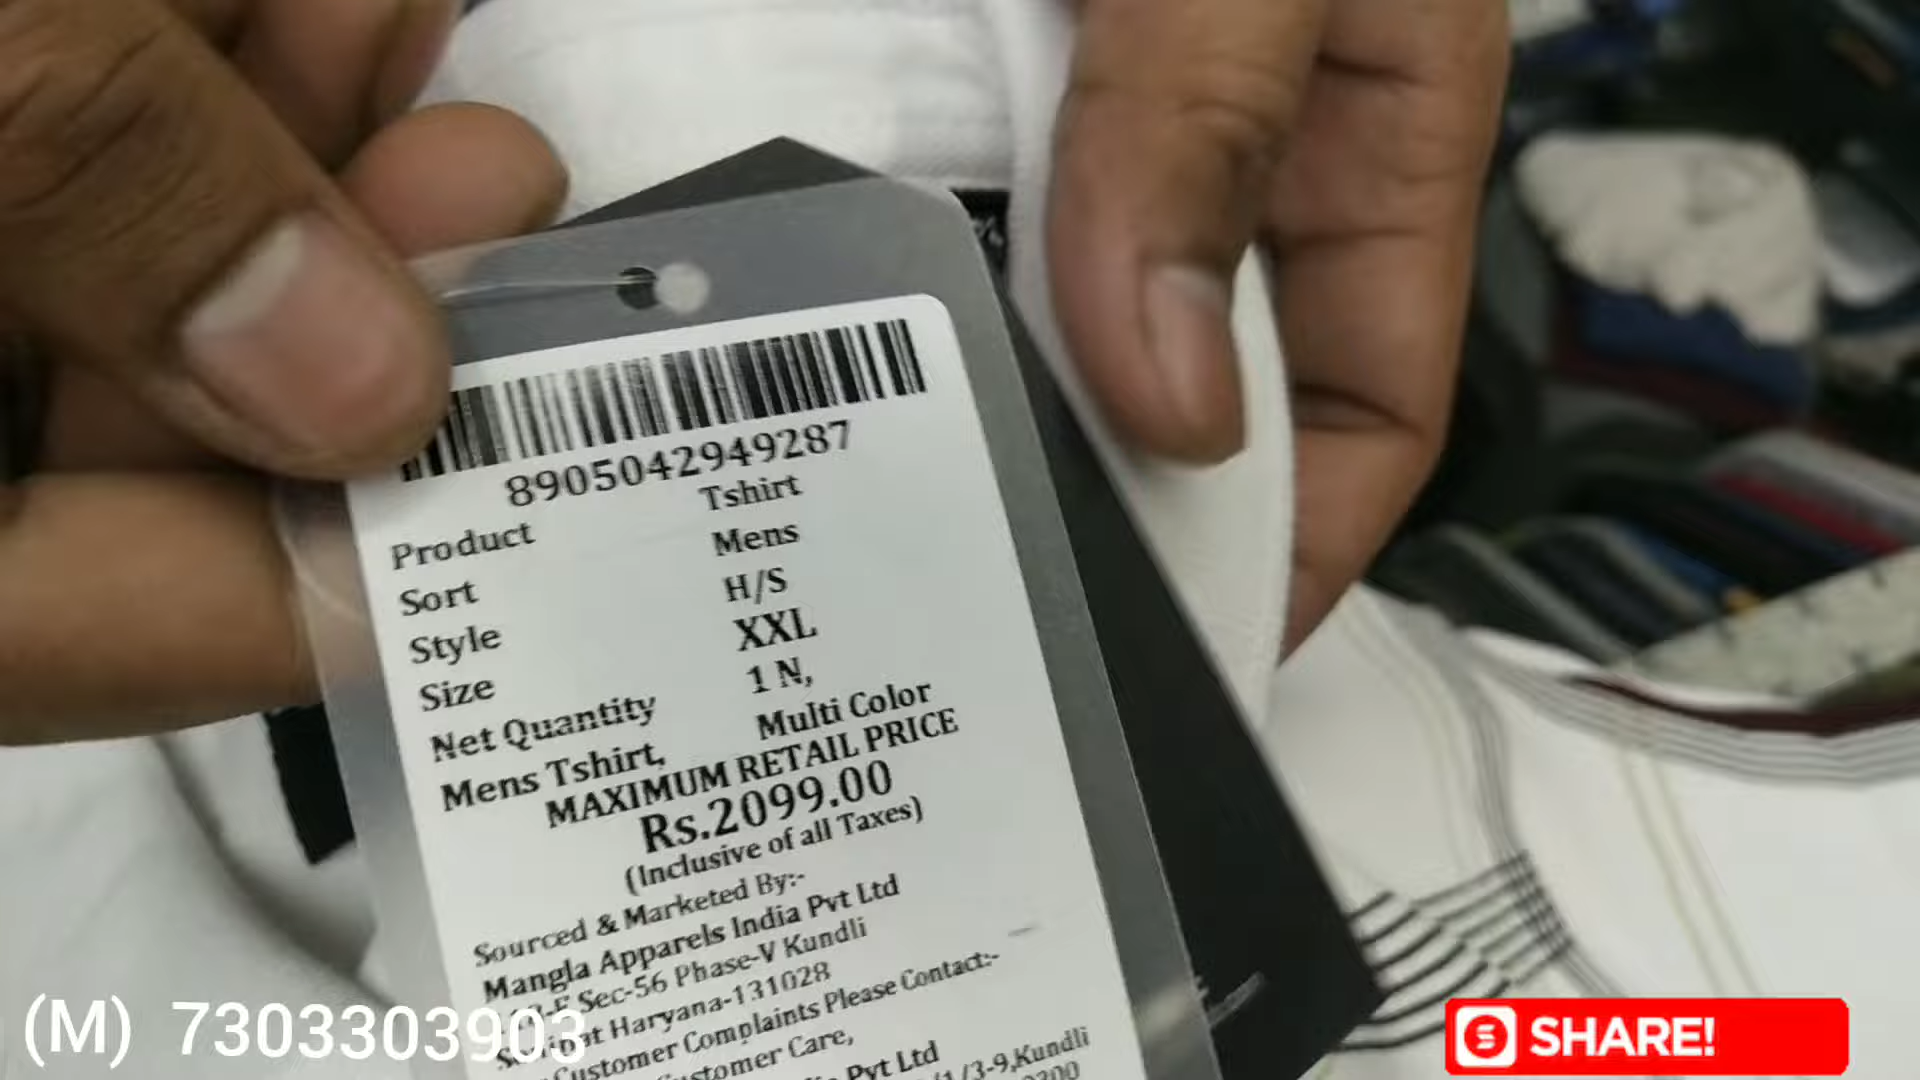 8905042949287
Product Tshirt
Sort Mens
Style H/S
Size XXL
Net Quantity 1 N,
Mens Tshirt, Multi Color
MAXIMUM RETAIL PRICE
Rs.2099.00
(Inclusive of all Taxes)
Sourced & Marketed By:-
Mangla Apparels India Pvt Ltd
Sec-56 Phase-V Kundli
Haryana-131028
Customer Complaints Please Contact:-
Customer Care,
Pvt Ltd
Kundli
(M) 7303303903
SHARE!